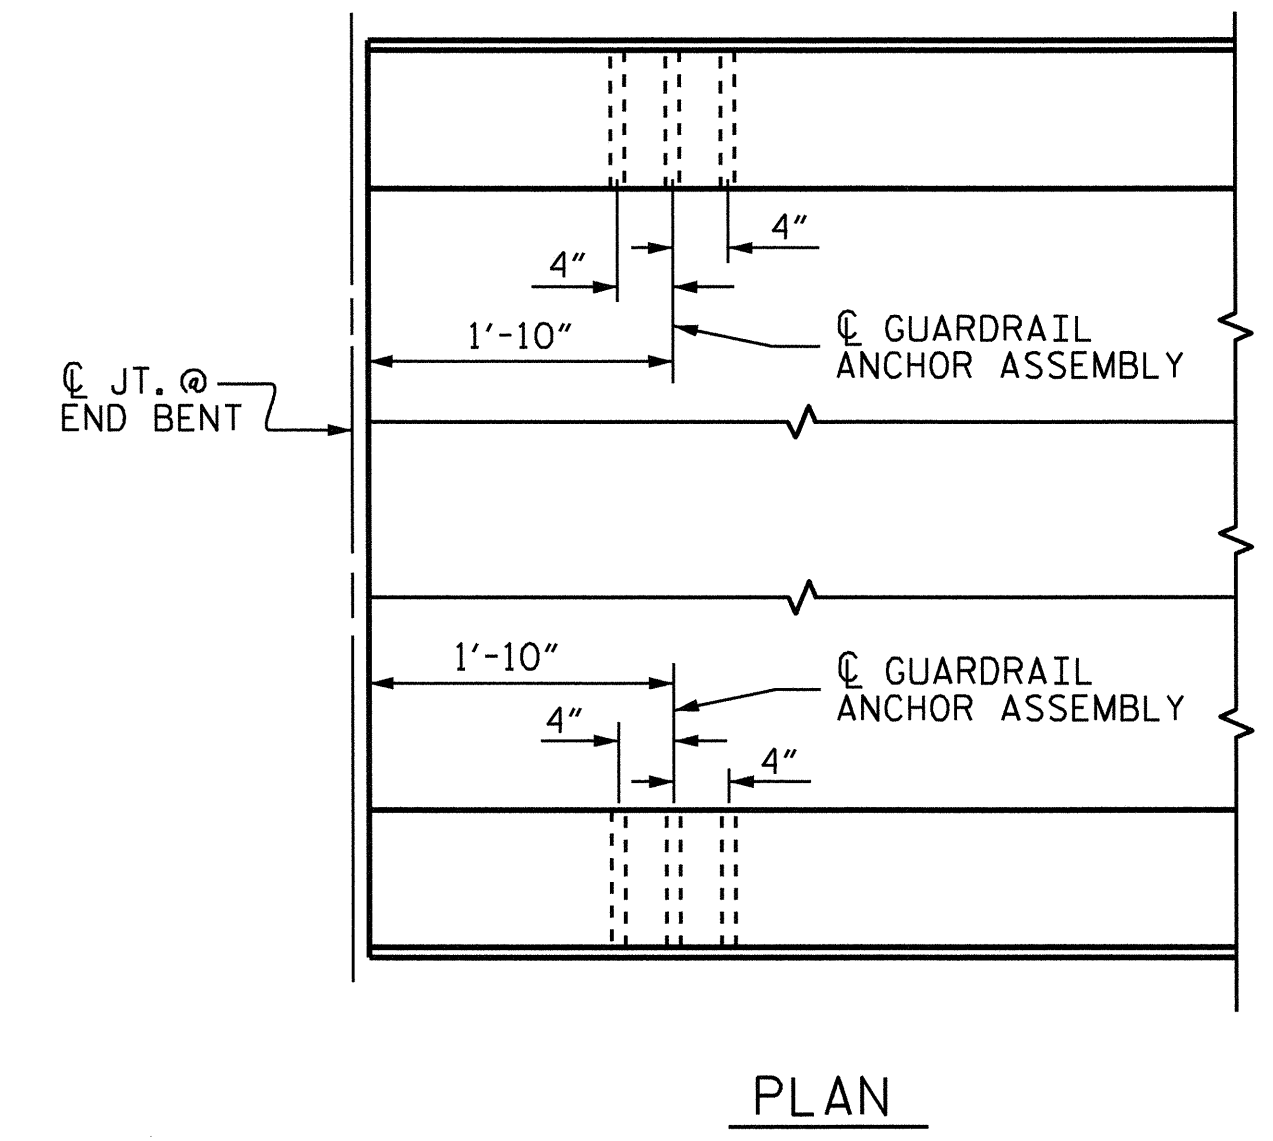 4"
4"
1'-10"
℄ GUARDRAIL
ANCHOR ASSEMBLY
℄ JT. @
END BENT
1'-10"
℄ GUARDRAIL
ANCHOR ASSEMBLY
4"
4"
PLAN